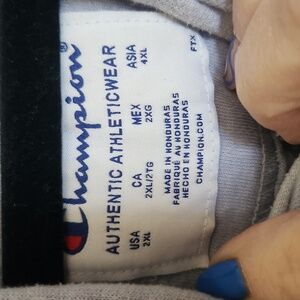 Champion
AUTHENTIC ATHLETICWEAR
USA CA MEX ASIA
2XL 2XL/2TG 2XG 4XL
MADE IN HONDURAS
FABRIQUÉ AU HONDURAS
HECHO EN HONDURAS
CHAMPION.COM
FTX